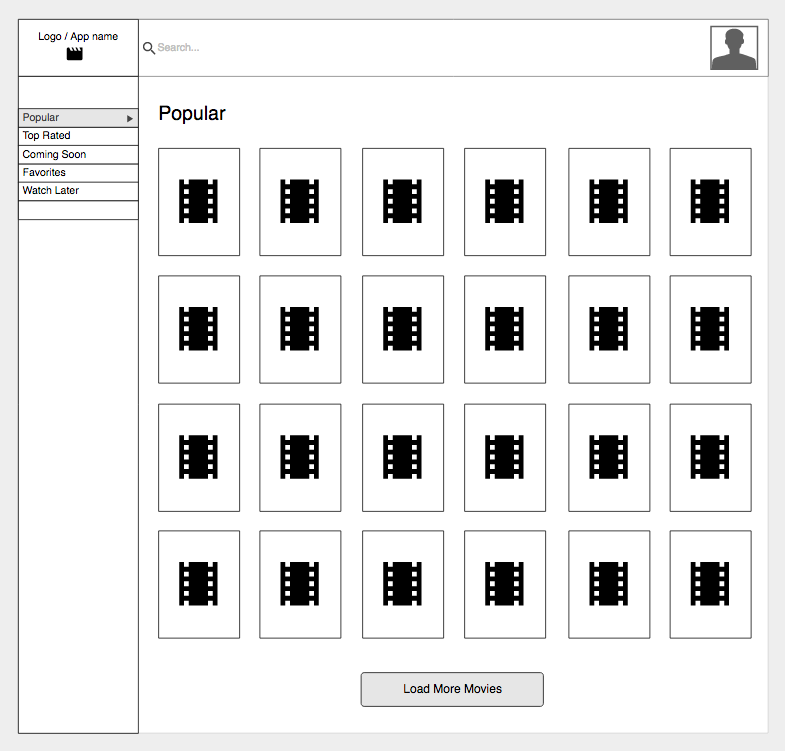 Logo / App name
Search...
Popular
Top Rated
Coming Soon
Favorites
Watch Later
Popular
Load More Movies